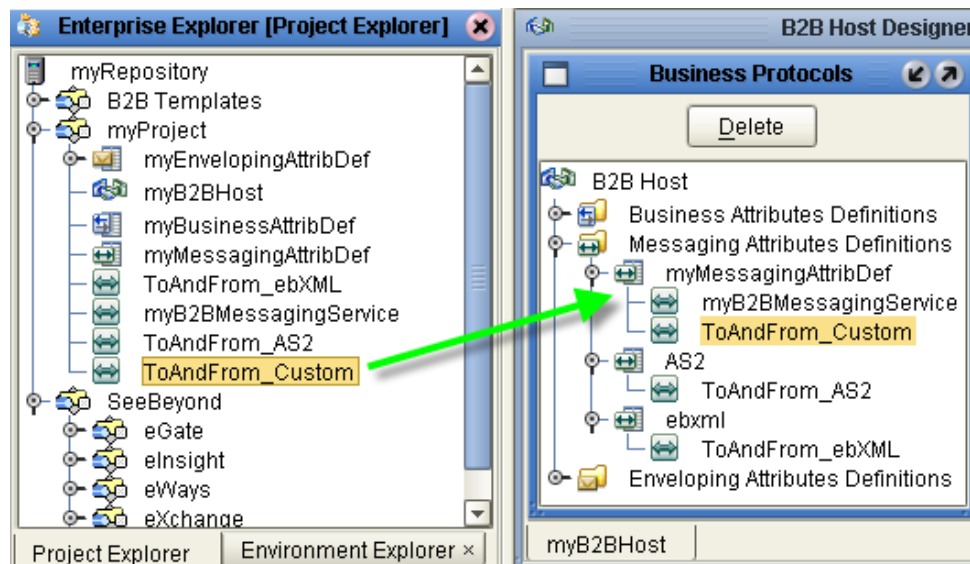 Enterprise Explorer [Project Explorer]
myRepository
B2B Templates
myProject
myEnvelopingAttribDef
myB2BHost
myBusinessAttribDef
myMessagingAttribDef
ToAndFrom_ebXML
myB2BMessagingService
ToAndFrom_AS2
ToAndFrom_Custom
SeeBeyond
eGate
eInsight
eWays
eXchange
Project Explorer
Environment Explorer ×
B2B Host Designer
Business Protocols
Delete
B2B Host
Business Attributes Definitions
Messaging Attributes Definitions
myMessagingAttribDef
myB2BMessagingService
ToAndFrom_Custom
AS2
ToAndFrom_AS2
ebxml
ToAndFrom_ebXML
Enveloping Attributes Definitions
myB2BHost